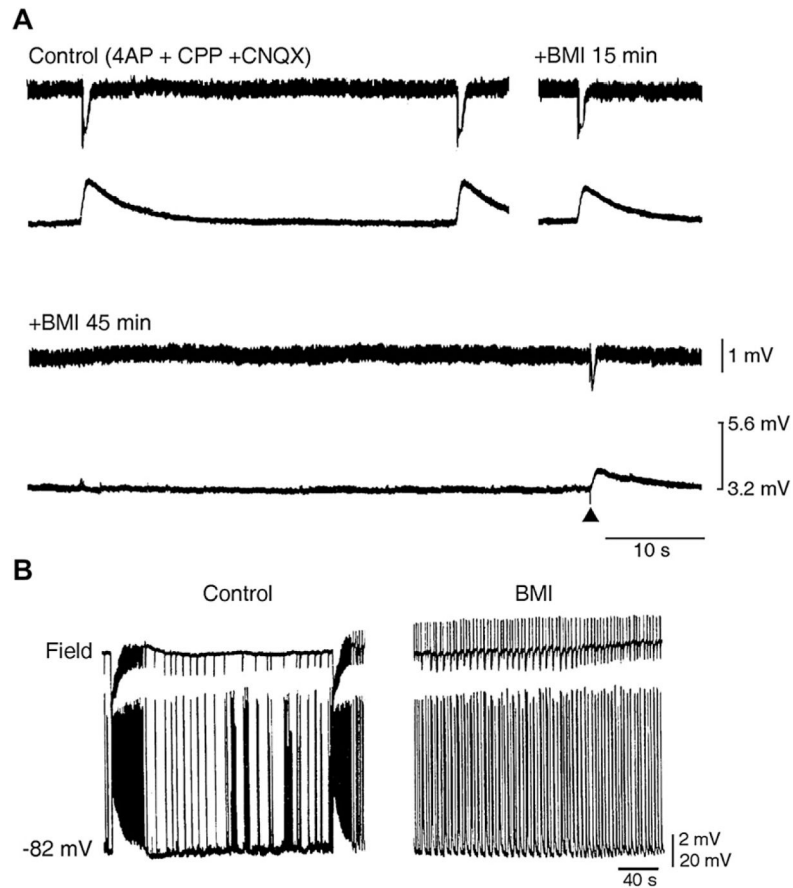 A
Control (4AP + CPP +CNQX)
+BMI 15 min
+BMI 45 min
1 mV
5.6 mV
3.2 mV
10 s
B
Control
BMI
Field
-82 mV
2 mV
20 mV
40 s